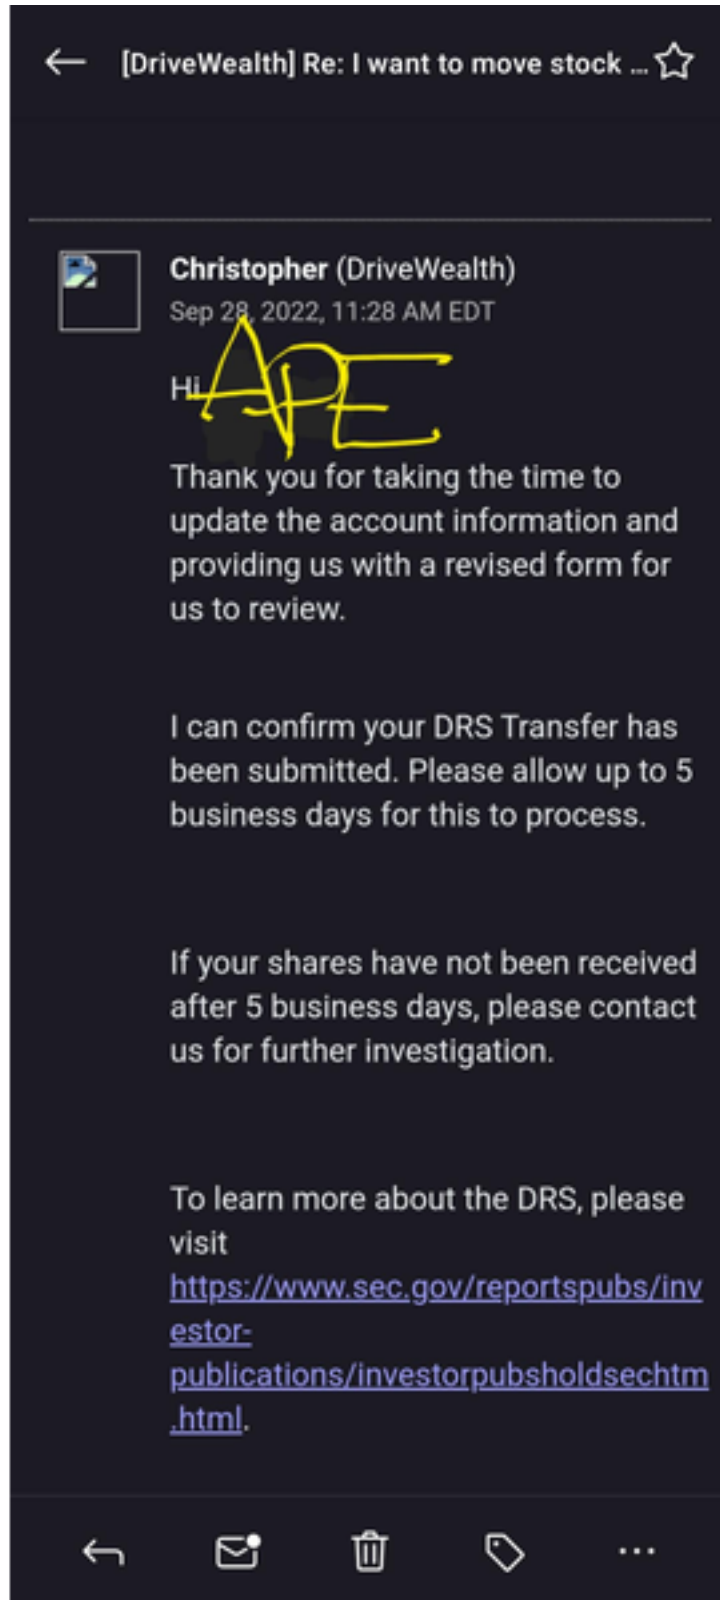 [DriveWealth] Re: I want to move stock ...
Christopher (DriveWealth)
Sep 28, 2022, 11:28 AM EDT
Hi APE
Thank you for taking the time to
update the account information and
providing us with a revised form for
us to review.
I can confirm your DRS Transfer has
been submitted. Please allow up to 5
business days for this to process.
If your shares have not been received
after 5 business days, please contact
us for further investigation.
To learn more about the DRS, please
visit
https://www.sec.gov/reportspubs/inv
estor-
publications/investorpubsholdsechtm
.html.